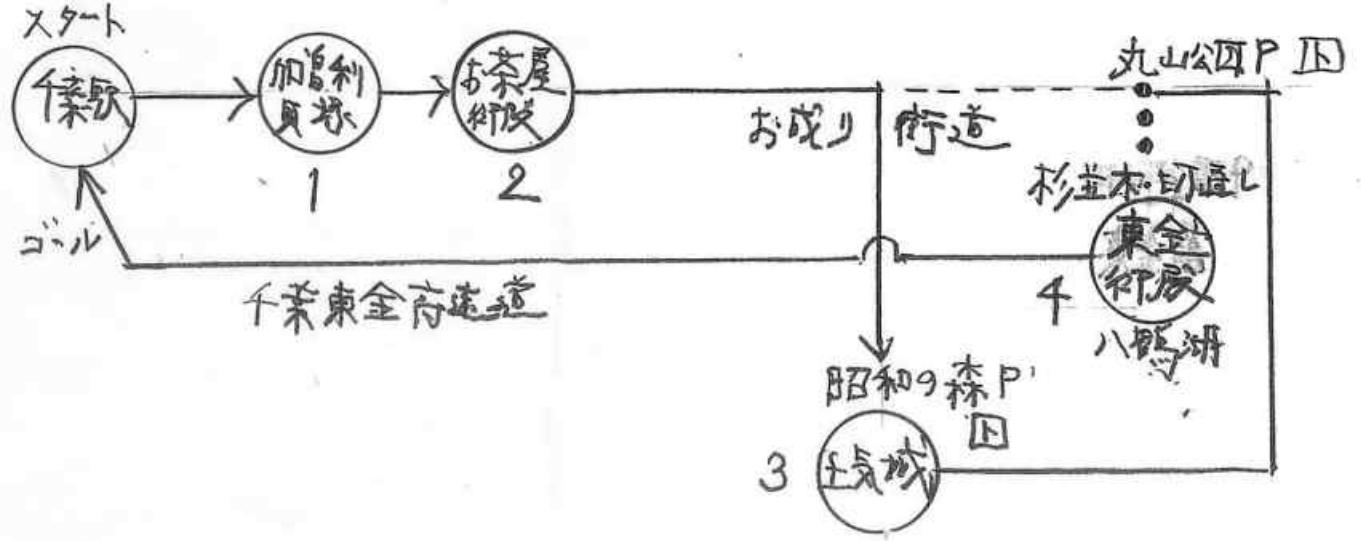 スタート
千葉駅
加曽利
貝塚
1
お茶屋
御殿
2
お成り街道
丸山公園P ト
杉並木・切通し
東金
御殿
4
八鶴湖
ゴール
千葉東金有料道
昭和の森P
ト
3
土気城